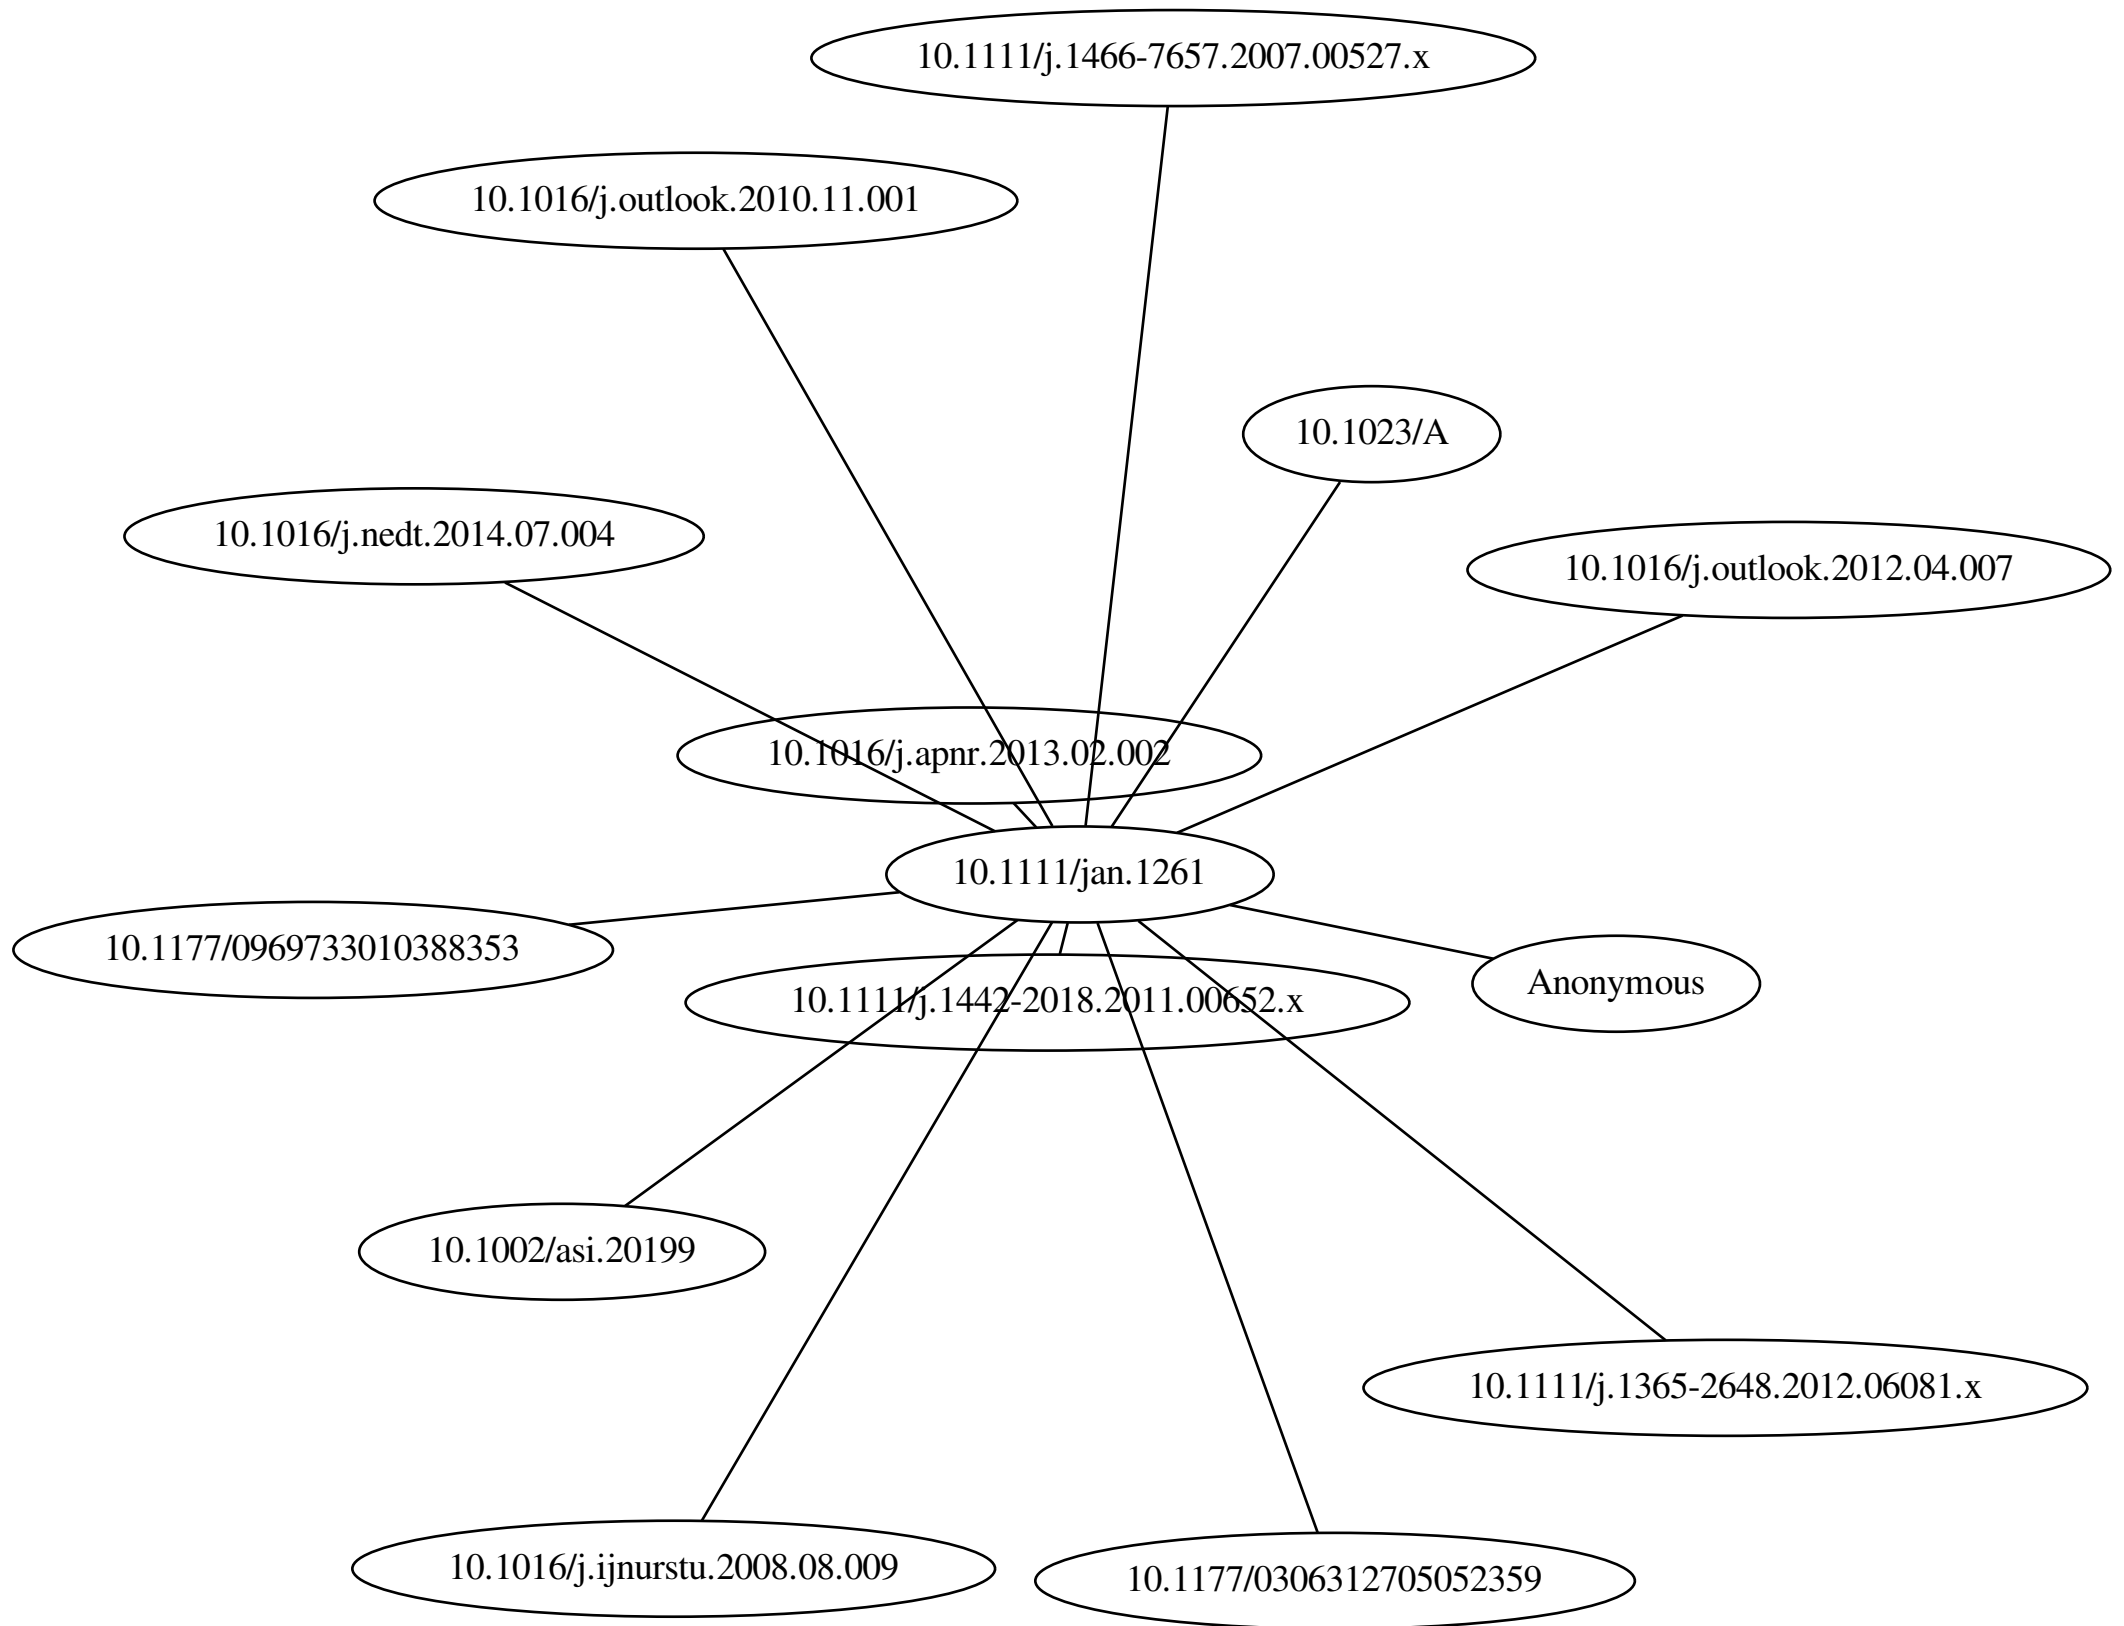 10.1111/j.1466-7657.2007.00527.x
10.1016/j.outlook.2010.11.001
10.1023/A
10.1016/j.nedt.2014.07.004
10.1016/j.outlook.2012.04.007
10.1016/j.apnr.2013.02.002
10.1111/jan.1261
10.1177/0969733010388353
Anonymous
10.1111/j.1442-2018.2011.00652.x
10.1002/asi.20199
10.1111/j.1365-2648.2012.06081.x
10.1016/j.ijnurstu.2008.08.009
10.1177/0306312705052359